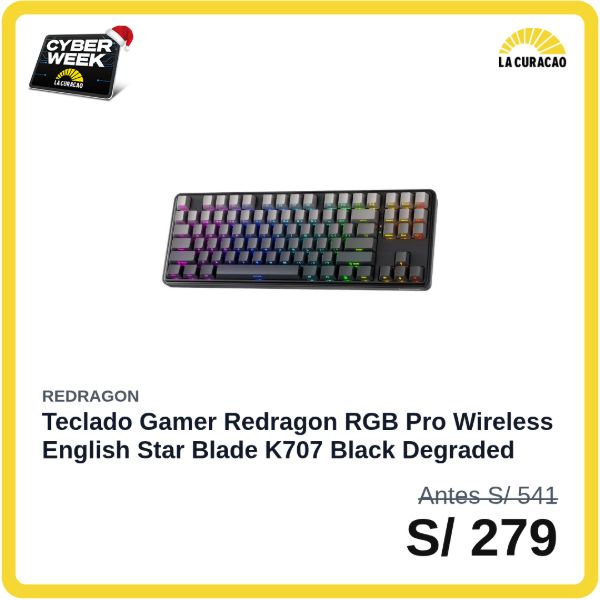 CYBER
WEEK
LA CURACAO
LA CURACAO
REDRAGON
Teclado Gamer Redragon RGB Pro Wireless
English Star Blade K707 Black Degraded
Antes S/ 541
S/ 279